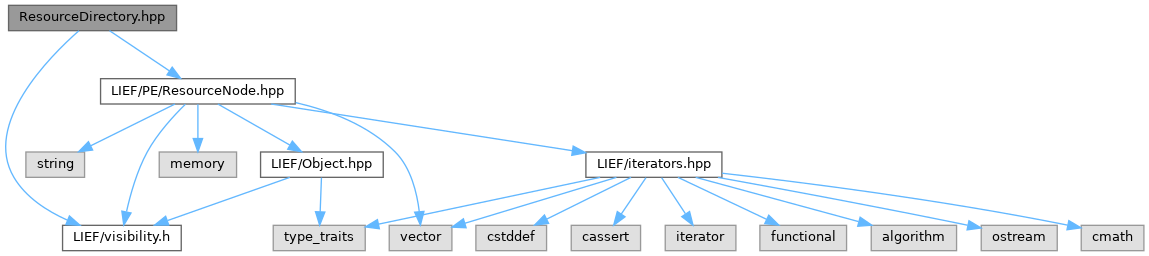 ResourceDirectory.hpp
LIEF/PE/ResourceNode.hpp
string
memory
LIEF/Object.hpp
LIEF/iterators.hpp
LIEF/visibility.h
type_traits
vector
cstddef
cassert
iterator
functional
algorithm
ostream
cmath